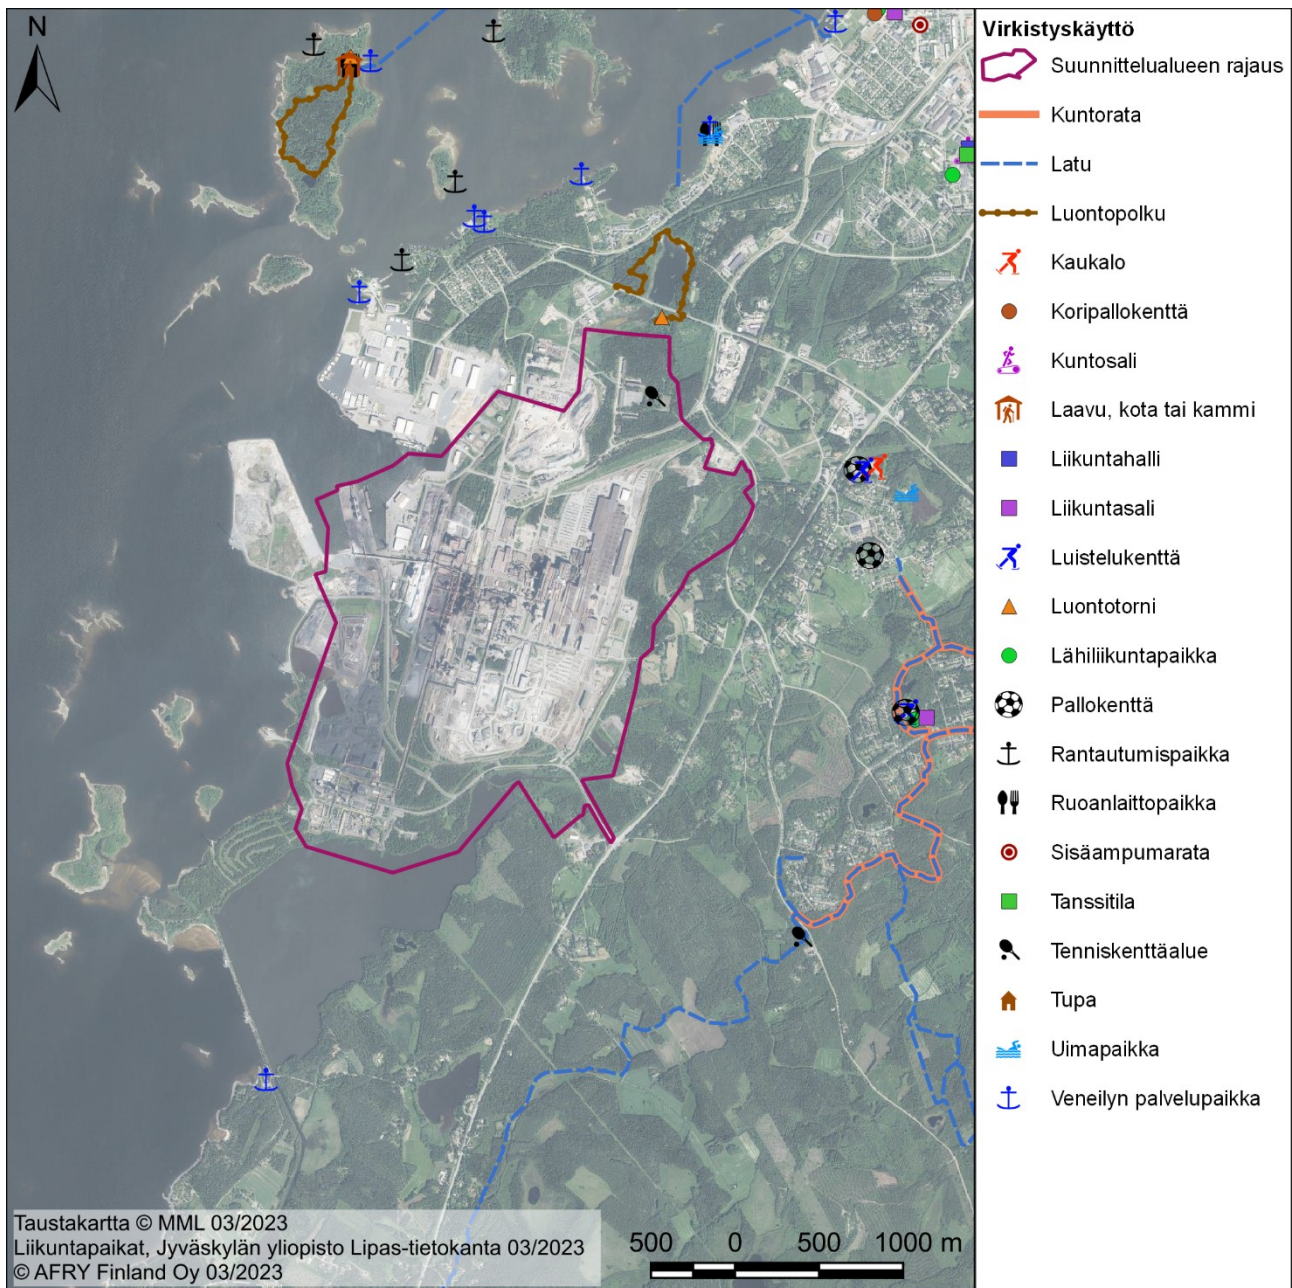 N
Virkistyskäyttö
Suunnittelualueen rajaus
Kuntorata
Latu
Luontopolku
Kaukalo
Koripallokenttä
Kuntosali
Laavu, kota tai kammi
Liikuntahalli
Liikuntasali
Luistelukenttä
Luontotorni
Lähiliikuntapaikka
Pallokenttä
Rantautumispaikka
Ruoanlaittopaikka
Sisäampumarata
Tanssitila
Tenniskenttäalue
Tupa
Uimapaikka
Veneilyn palvelupaikka
Taustakartta © MML 03/2023
Liikuntapaikat, Jyväskylän yliopisto Lipas-tietokanta 03/2023
© AFRY Finland Oy 03/2023
500 0 500 1000 m